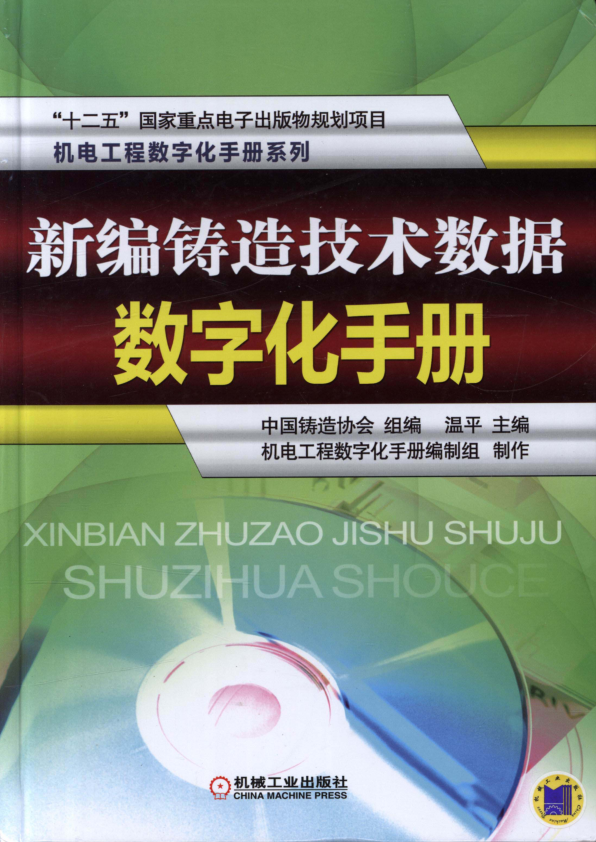 “十二五”国家重点电子出版物规划项目
机电工程数字化手册系列
新编铸造技术数据
数字化手册
中国铸造协会 组编 温平 主编
机电工程数字化手册编制组 制作
XINBIAN ZHUZAO JISHU SHUJU
SHUZIHUA SHOUCE
DRIV
机械工业出版社
CHINA MACHINE PRESS